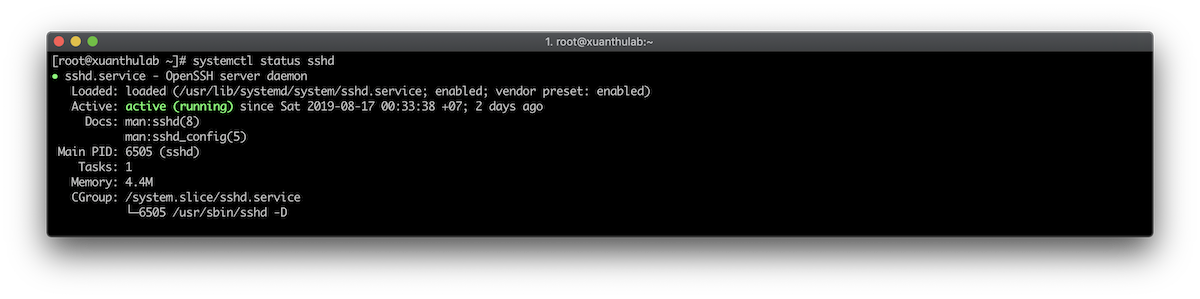 1. root@xuanthulab:~
[root@xuanthulab ~]# systemctl status sshd
● sshd.service - OpenSSH server daemon
Loaded: loaded (/usr/lib/systemd/system/sshd.service; enabled; vendor preset: enabled)
Active: active (running) since Sat 2019-08-17 00:33:38 +07; 2 days ago
Docs: man:sshd(8)
man:sshd_config(5)
Main PID: 6505 (sshd)
Tasks: 1
Memory: 4.4M
CGroup: /system.slice/sshd.service
└─6505 /usr/sbin/sshd -D